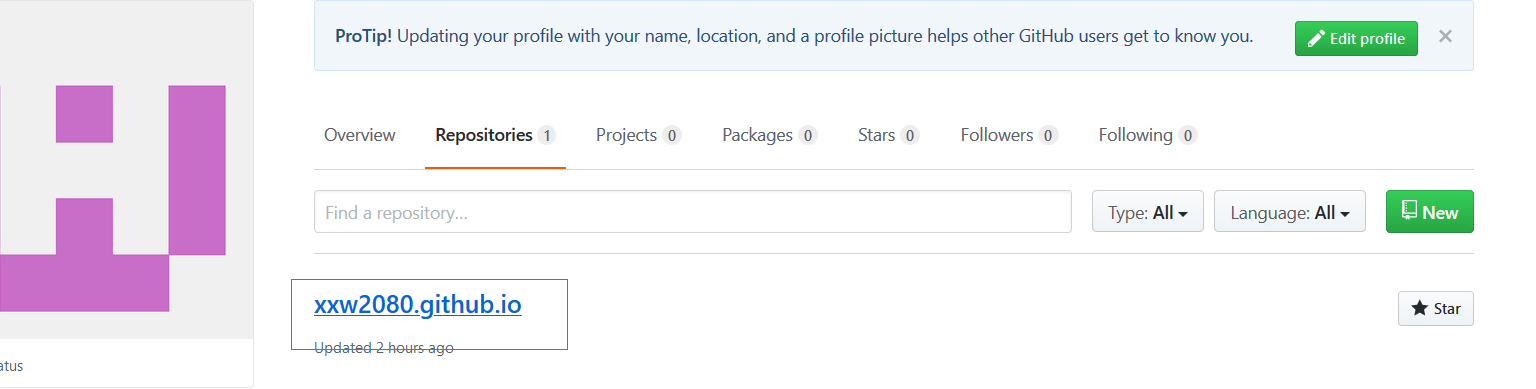 ProTip! Updating your profile with your name, location, and a profile picture helps other GitHub users get to know you. Edit profile
Overview Repositories 1 Projects 0 Packages 0 Stars 0 Followers 0 Following 0
Find a repository... Type: All Language: All New
xxw2080.github.io
Star
Updated 2 hours ago